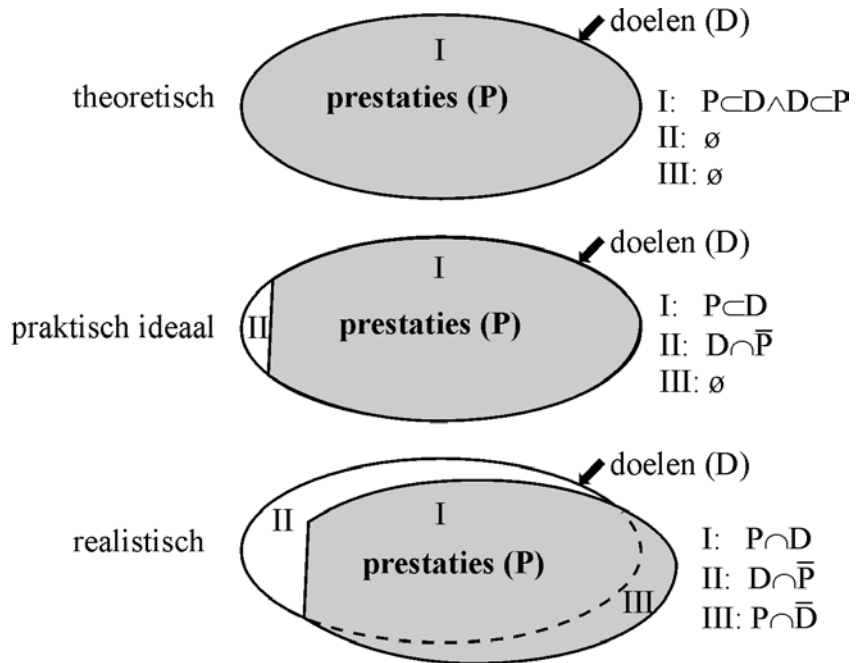 doelen (D)
I
theoretisch
prestaties (P)
I: P⊂D∧D⊂P
II: ø
III: ø
doelen (D)
I
praktisch ideaal
II
prestaties (P)
I: P⊂D
II: D∩P̅
III: ø
doelen (D)
II
I
realistisch
prestaties (P)
III
I: P∩D
II: D∩P̅
III: P∩D̅